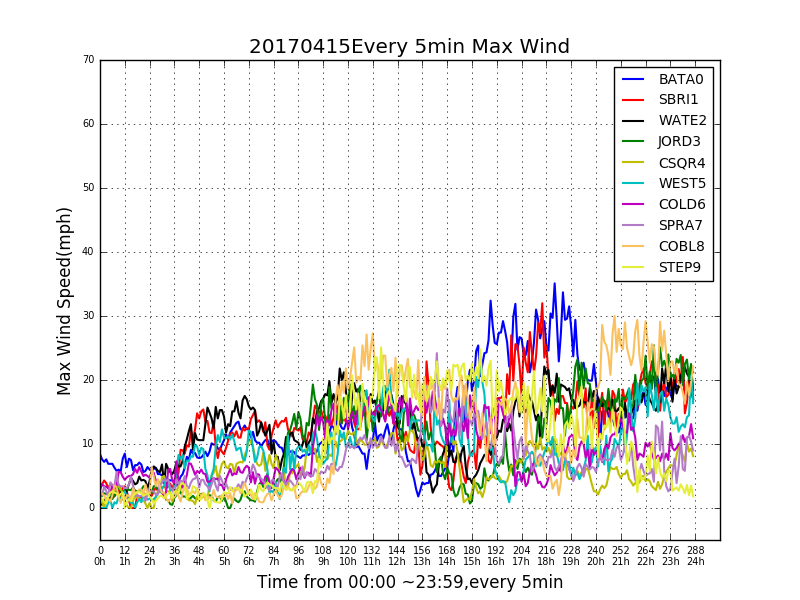 20170415Every 5min Max Wind
70
60
50
40
30
20
10
0
Max Wind Speed(mph)
BATA0
SBRI1
WATE2
JORD3
CSQR4
WEST5
COLD6
SPRA7
COBL8
STEP9
0 12 24 36 48 60 72 84 96 108 120 132 144 156 168 180 192 204 216 228 240 252 264 276 288
0h 1h 2h 3h 4h 5h 6h 7h 8h 9h 10h 11h 12h 13h 14h 15h 16h 17h 18h 19h 20h 21h 22h 23h 24h
Time from 00:00 ~23:59,every 5min